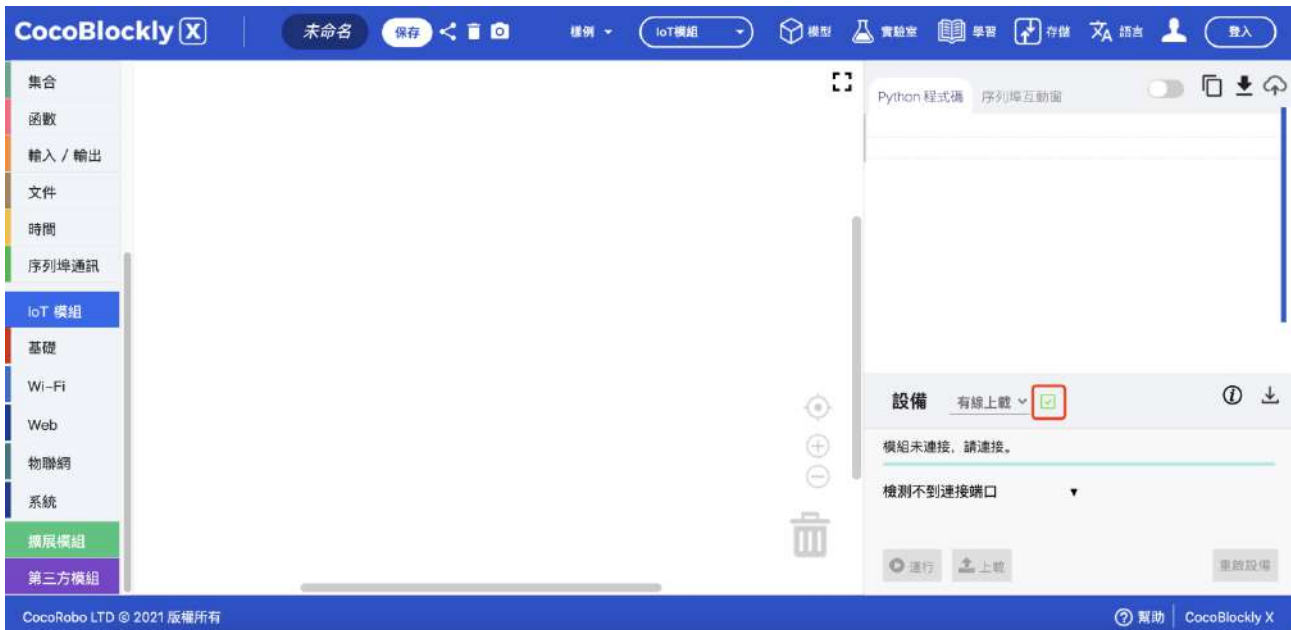 CocoBlockly X 未命名 保存 樣例 IoT模組 模型 實驗室 學習 存儲 語言 登入
集合
函數
輸入 / 輸出
文件
時間
序列埠通訊
IoT 模組
基礎
Wi-Fi
Web
物聯網
系統
擴展模組
第三方模組
Python 程式碼 序列埠互動窗
設備 有線上載
模組未連接，請連接。
檢測不到連接端口
運行 上載 重啟設備
CocoRobo LTD © 2021 版權所有 幫助 CocoBlockly X